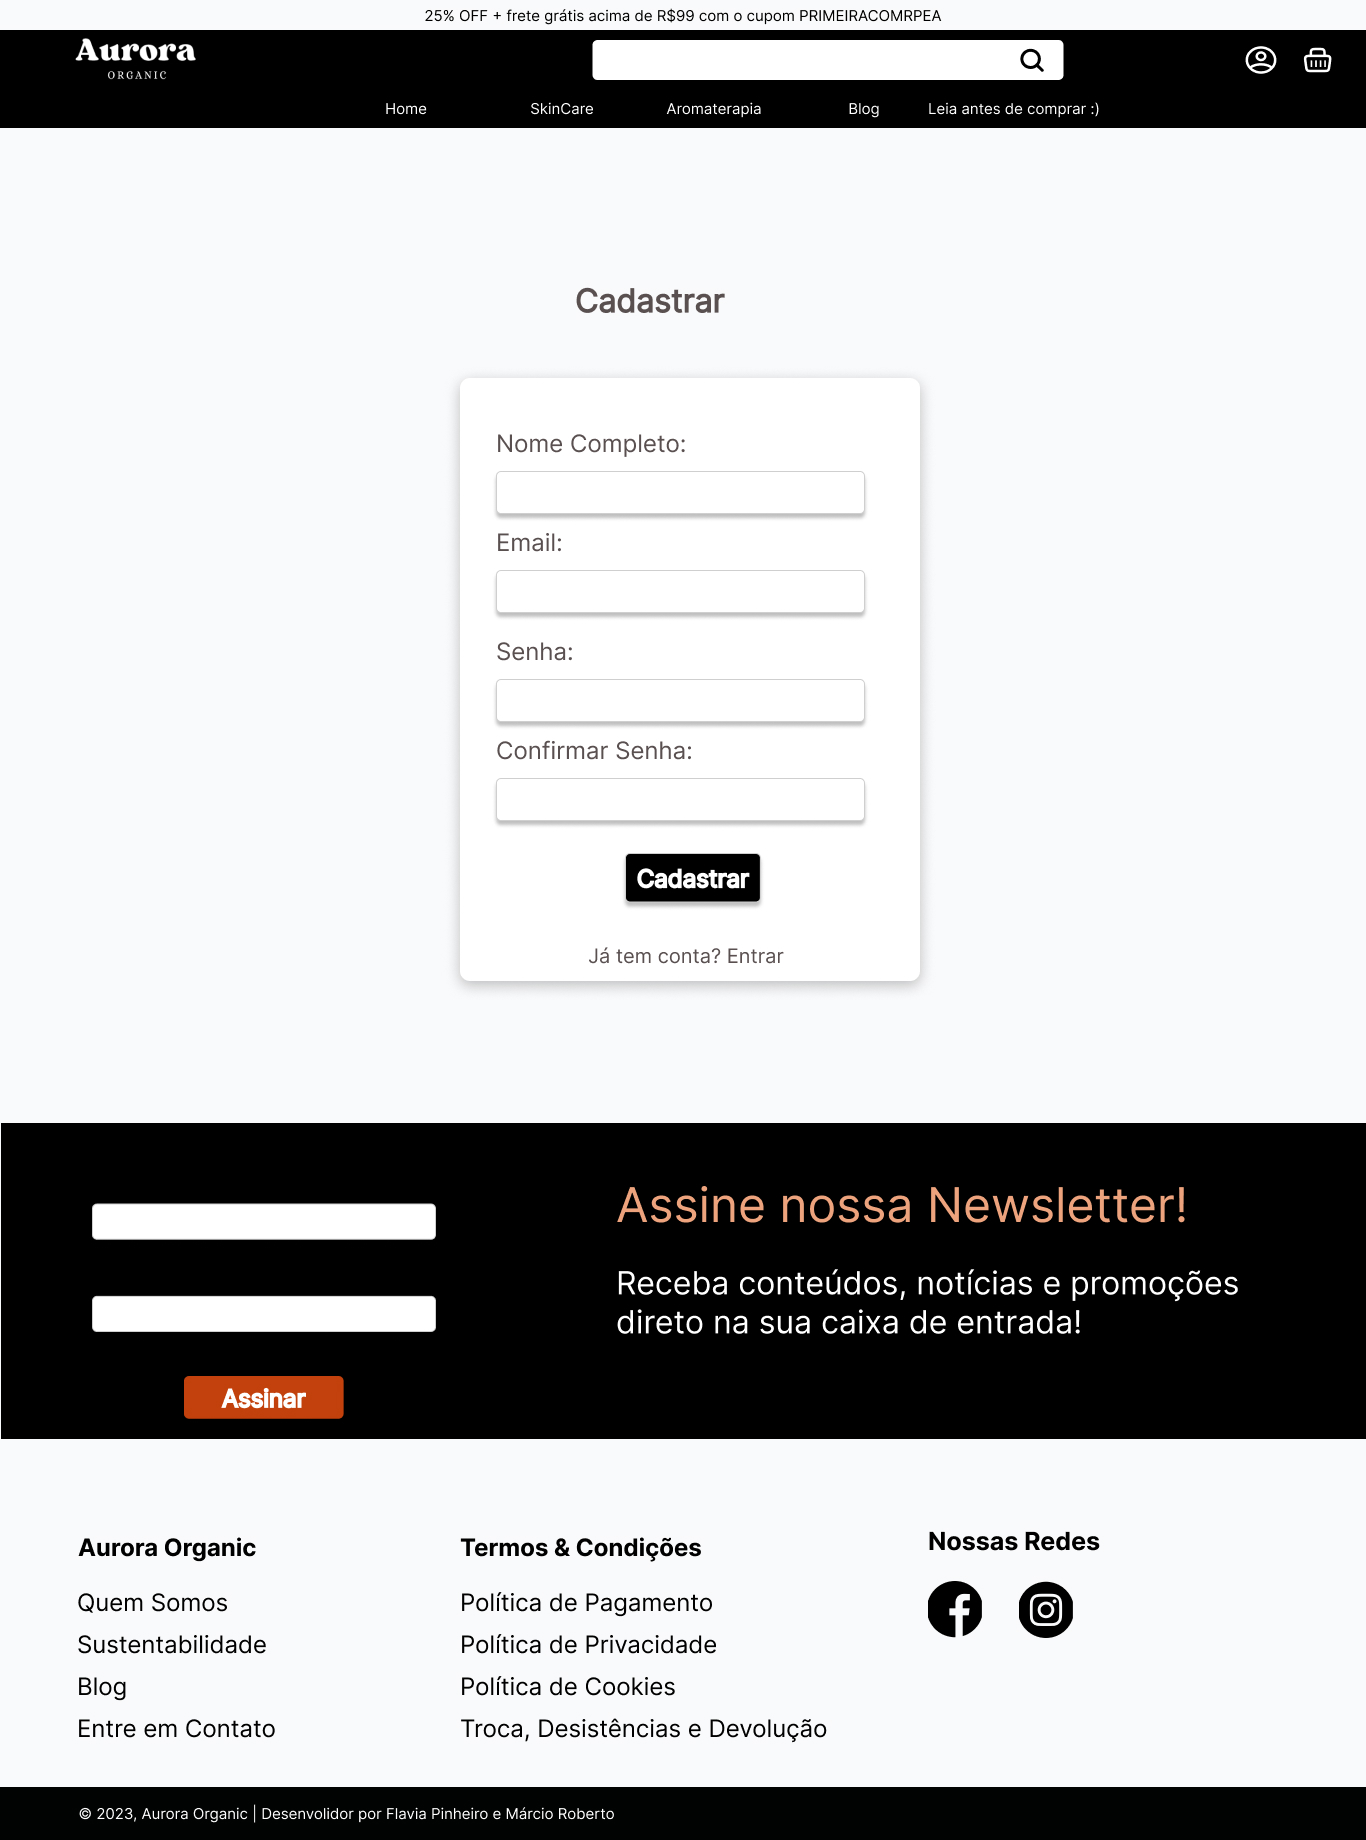 25% OFF + frete grátis acima de R$99 com o cupom PRIMEIRACOMRPEA
Aurora
ORGANIC
Home SkinCare Aromaterapia Blog Leia antes de comprar :)
Cadastrar
Nome Completo:
Email:
Senha:
Confirmar Senha:
Cadastrar
Já tem conta? Entrar
Assine nossa Newsletter!
Receba conteúdos, notícias e promoções
direto na sua caixa de entrada!
Assinar
Aurora Organic
Quem Somos
Sustentabilidade
Blog
Entre em Contato
Termos & Condições
Política de Pagamento
Política de Privacidade
Política de Cookies
Troca, Desistências e Devolução
Nossas Redes
© 2023, Aurora Organic | Desenvolidor por Flavia Pinheiro e Márcio Roberto